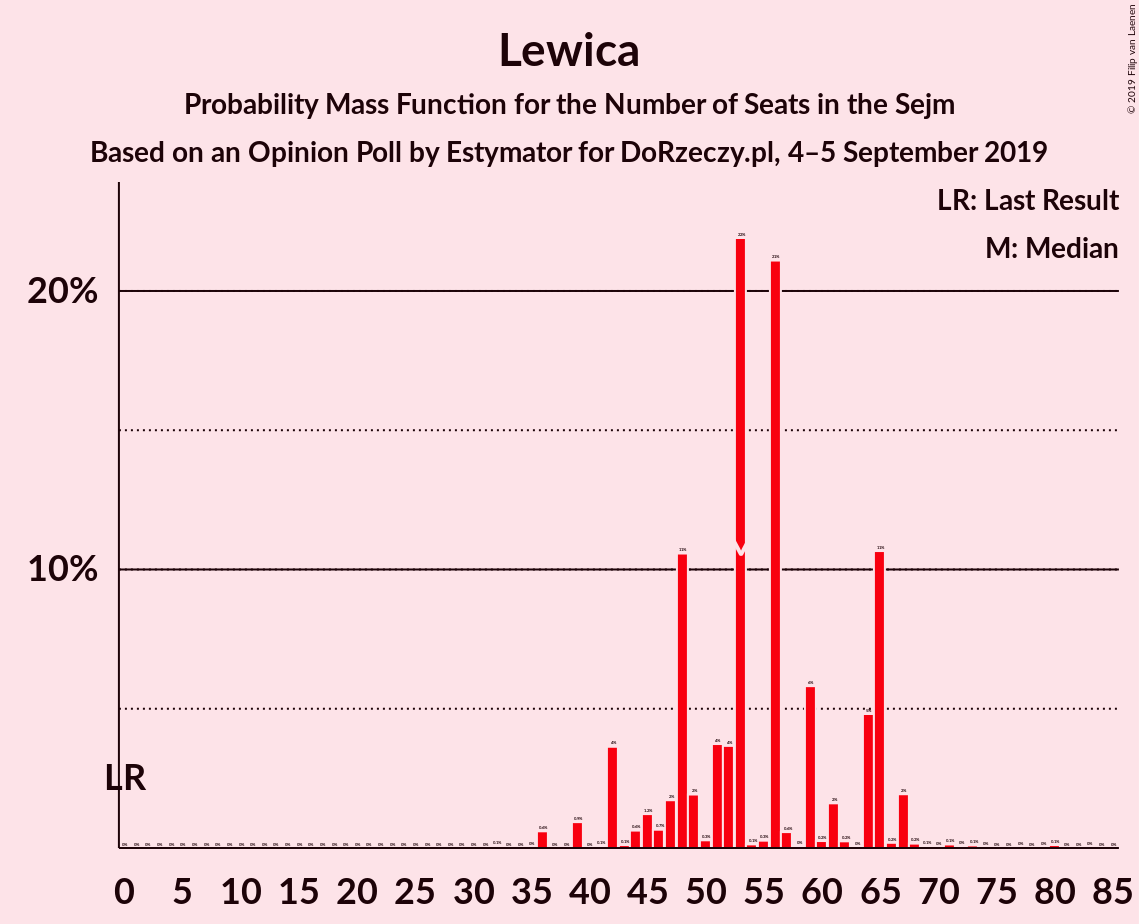 Lewica
Probability Mass Function for the Number of Seats in the Sejm
Based on an Opinion Poll by Estymator for DoRzeczy.pl, 4–5 September 2019
© 2019 Filip van Laenen
LR: Last Result
M: Median
20%
10%
LR
M
0 5 10 15 20 25 30 35 40 45 50 55 60 65 70 75 80 85